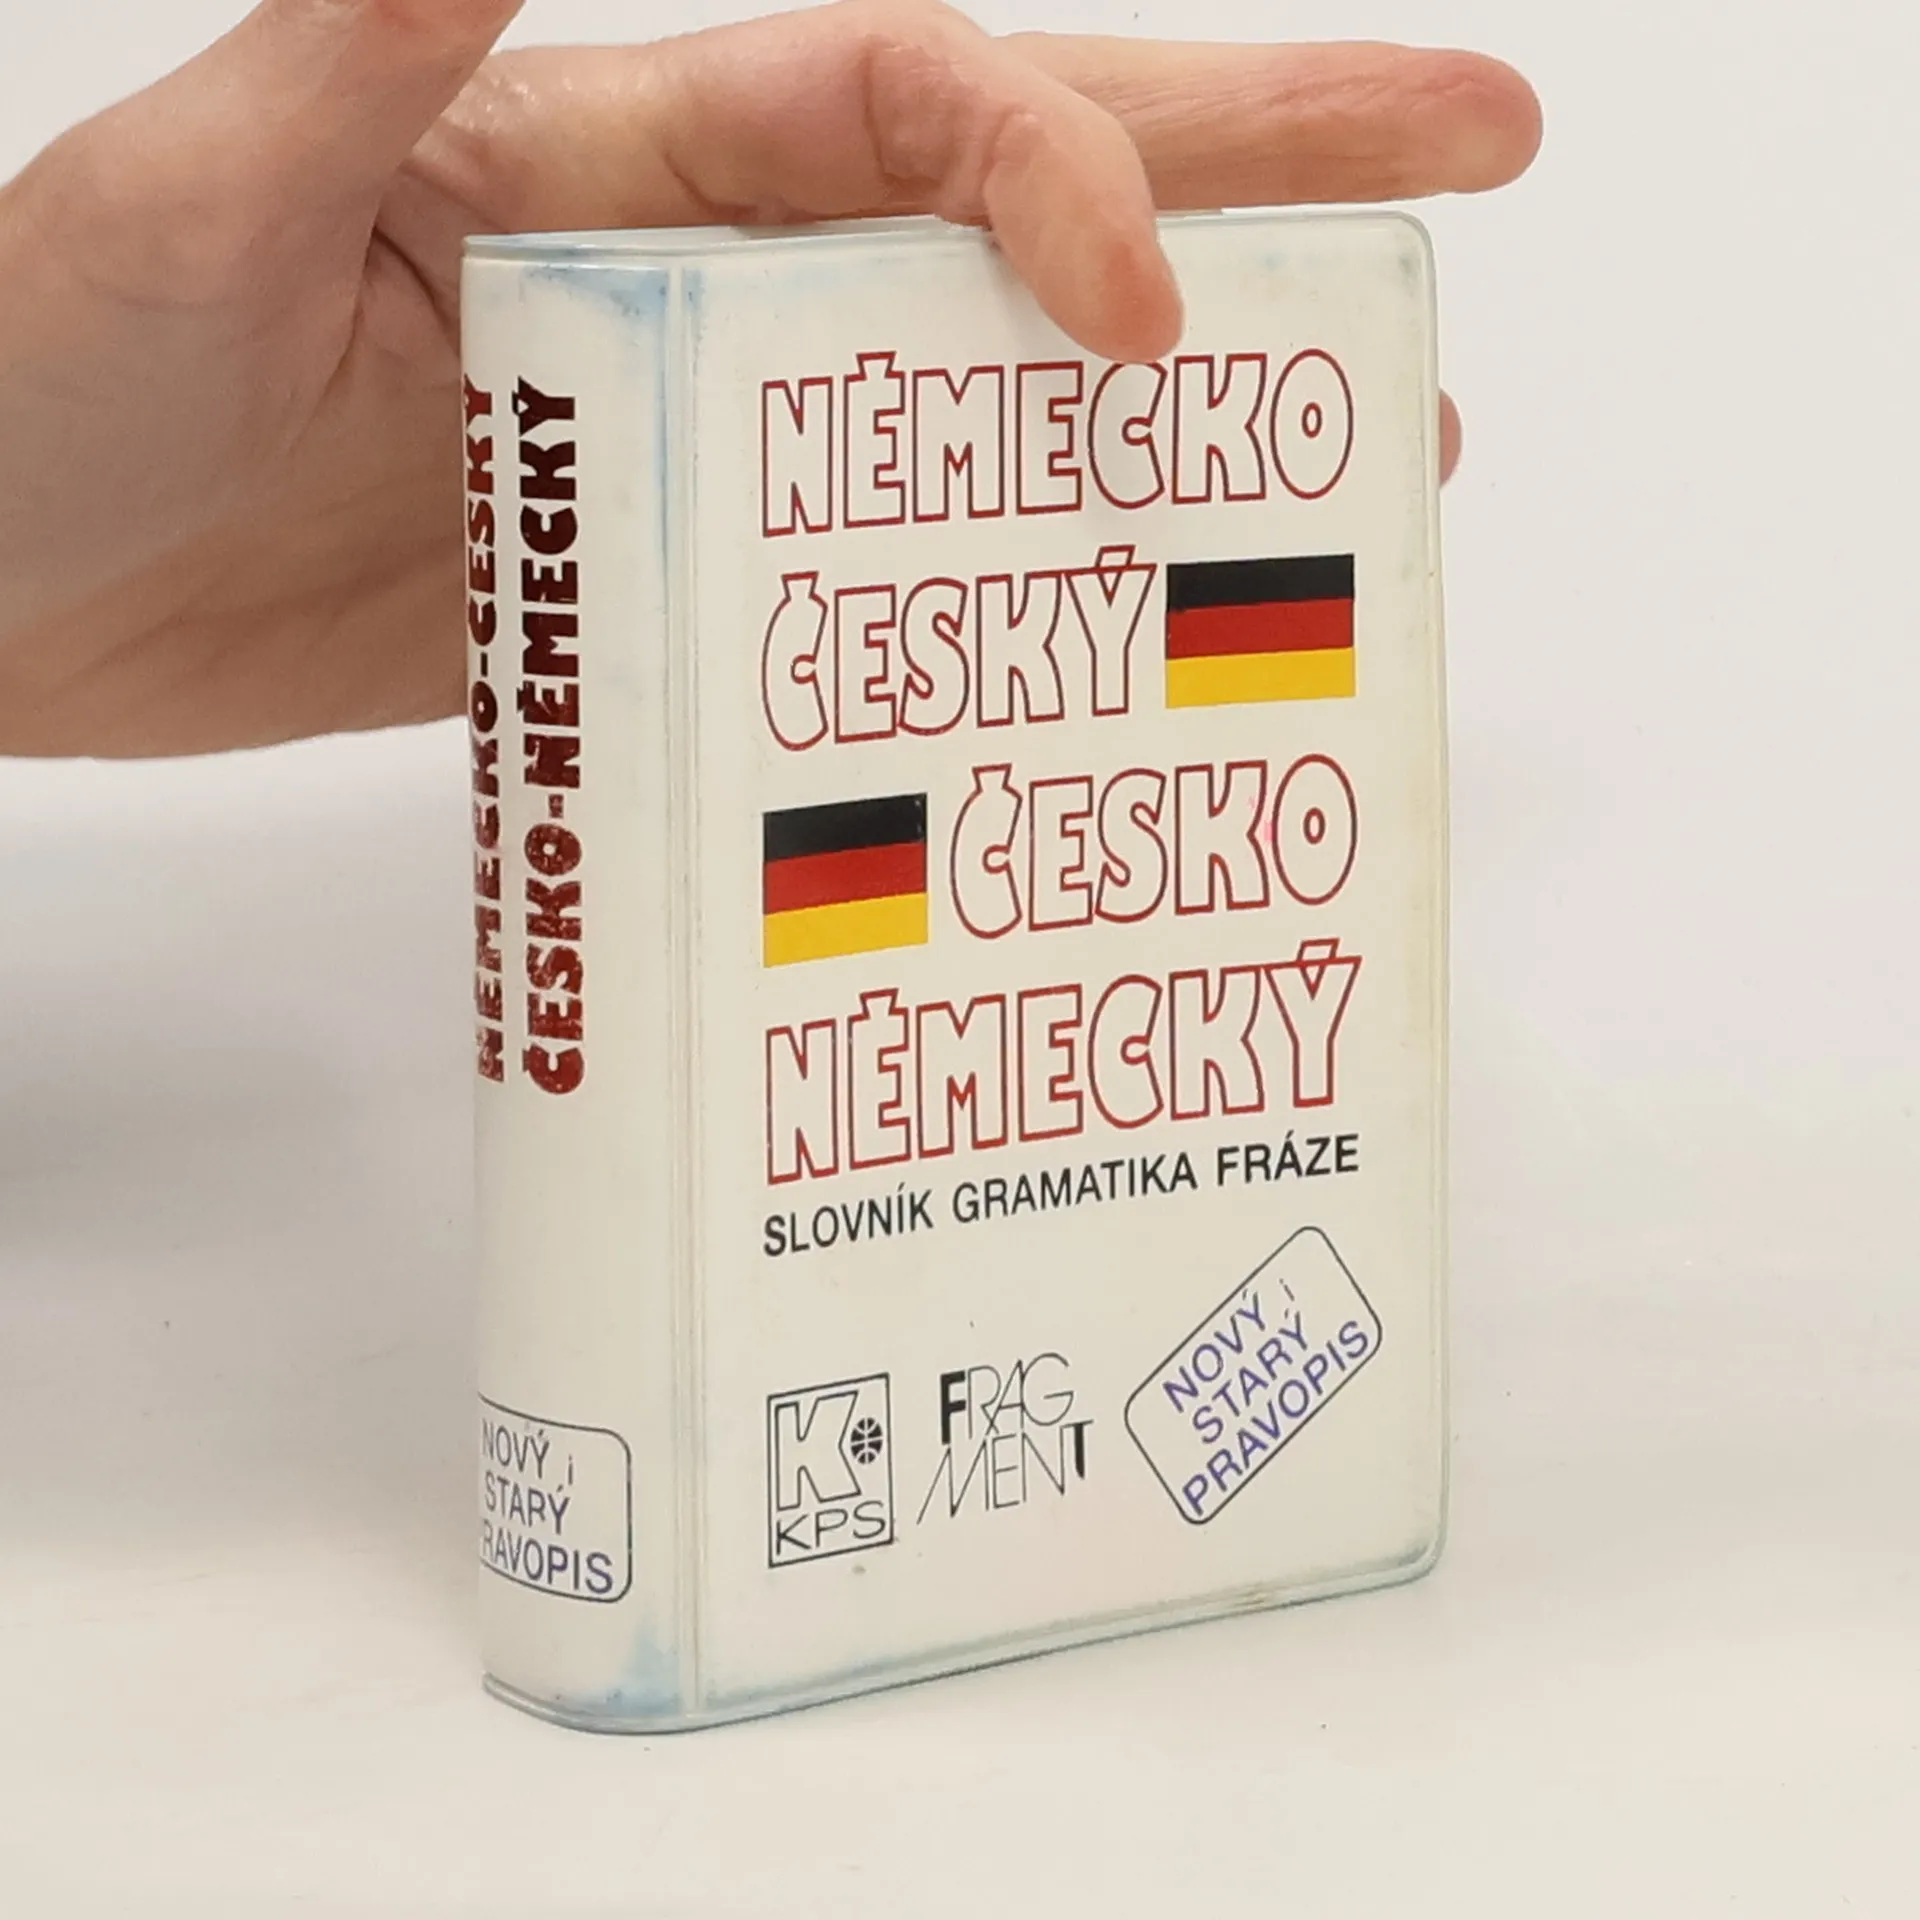 NĚMECKO-ČESKÝ
ČESKO-NĚMECKÝ
NOVÝ i
STARÝ
RAVOPIS
NĚMECKO
ČESKÝ
ČESKO
NĚMECKÝ
SLOVNÍK GRAMATIKA FRÁZE
K
KPS
FRAG
MENT
NOVÝ i
STARÝ
PRAVOPIS